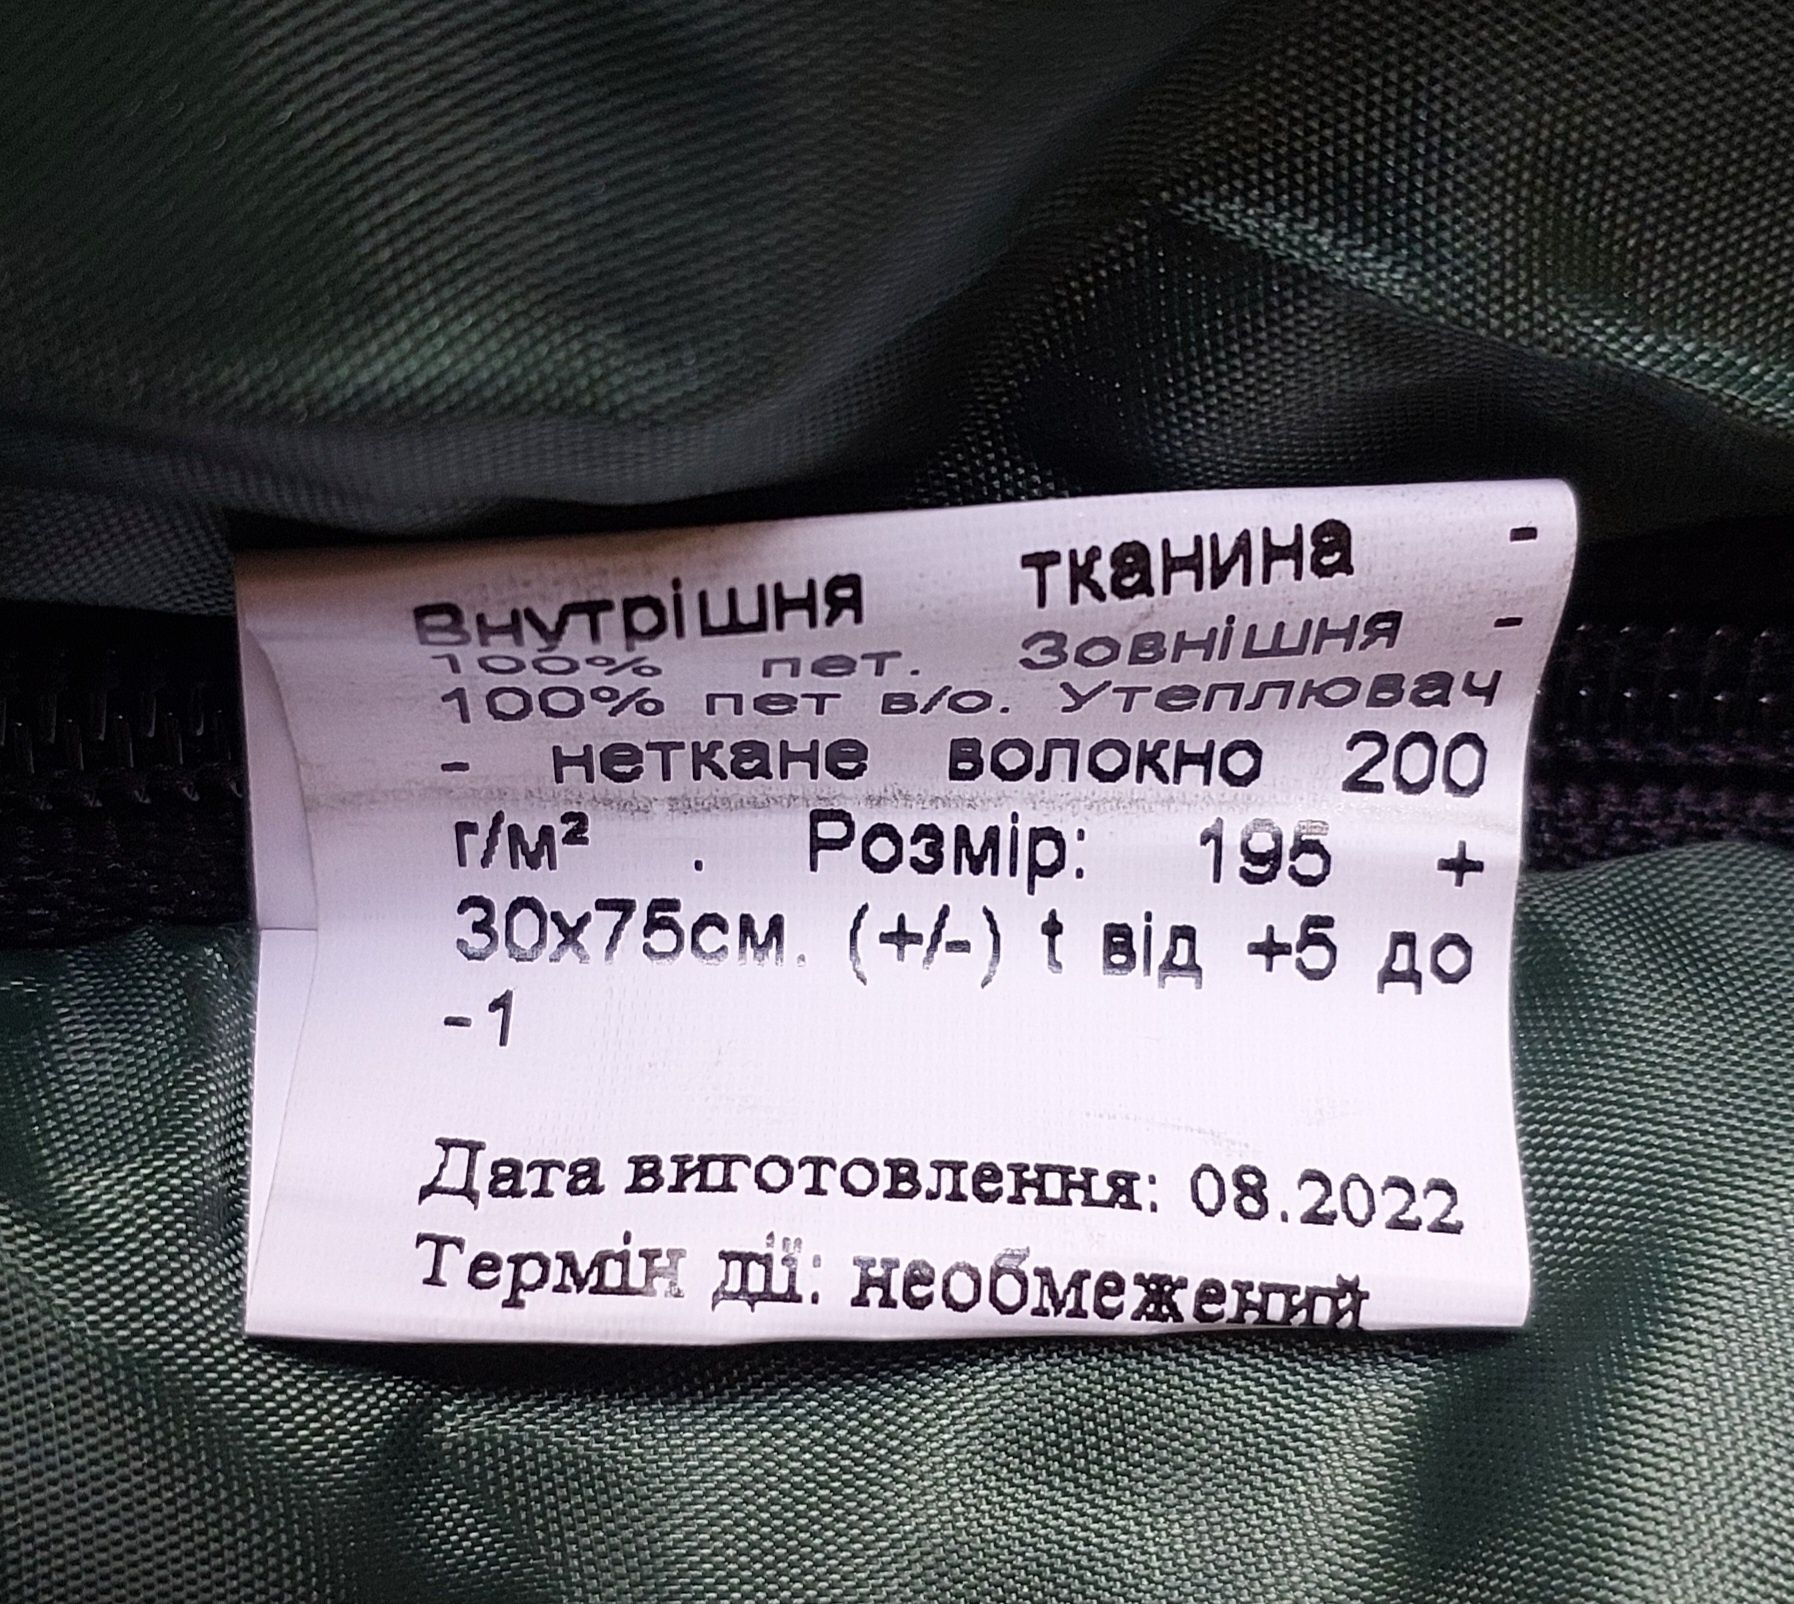 Внутрішня тканина -
100% пет. Зовнішня -
100% пет в/о. Утеплювач
- неткане волокно 200
г/м² . Розмір: 195 +
30х75см. (+/-) t від +5 до
-1
Дата виготовлення: 08.2022
Термін дії: необмежений